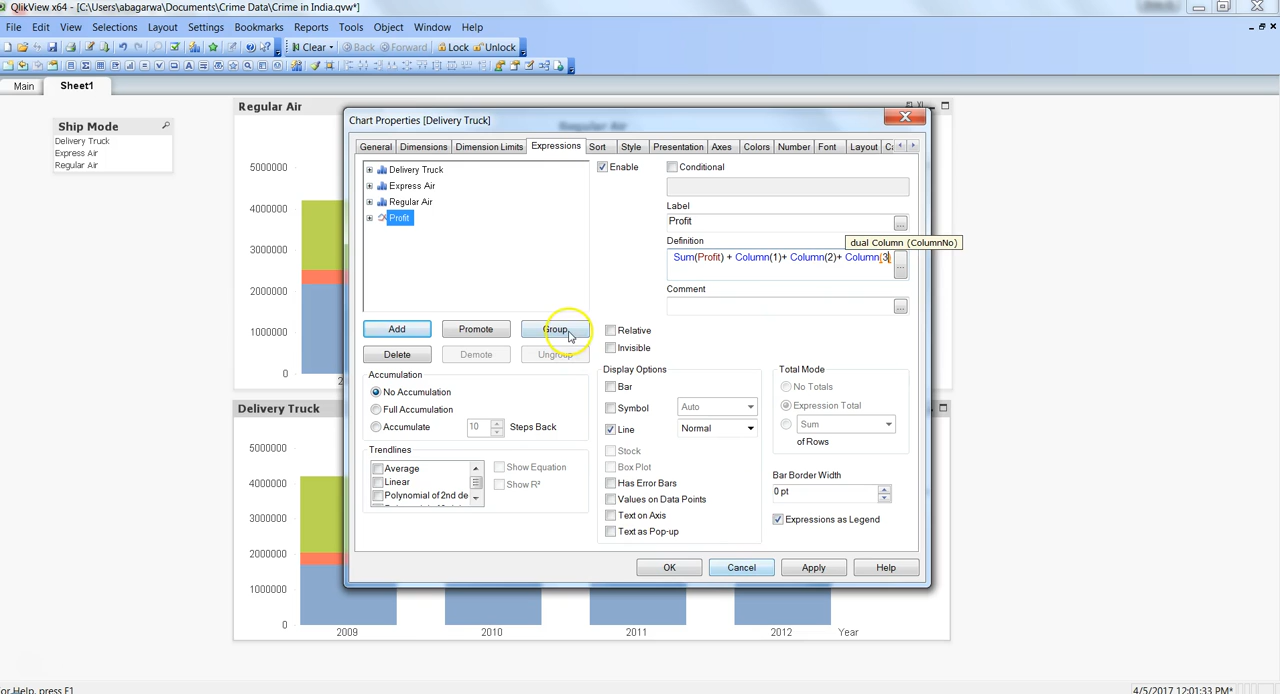 QlikView x64 - [C:\Users\abagarwa\Documents\Crime Data\Crime in India.qvw*]
File Edit View Selections Layout Settings Bookmarks Reports Tools Object Window Help
Clear Back Forward Lock Unlock
Main Sheet1
Ship Mode
Delivery Truck
Express Air
Regular Air
Regular Air
5000000
4000000
3000000
2000000
1000000
0
Delivery Truck
5000000
4000000
3000000
2000000
1000000
0
2009 2010 2011 2012 Year
Chart Properties [Delivery Truck]
General Dimensions Dimension Limits Expressions Sort Style Presentation Axes Colors Number Font Layout
Delivery Truck
Express Air
Regular Air
Profit
Enable Conditional
Label
Profit ...
dual Column (ColumnNo)
Definition
Sum(Profit) + Column(1)+ Column(2)+ Column(3) ...
Comment
...
Add Promote Group
Delete Demote Ungroup
Relative
Invisible
Accumulation
No Accumulation
Full Accumulation
Accumulate 10 Steps Back
Trendlines
Average
Linear
Polynomial of 2nd de
Show Equation
Show R²
Display Options
Bar
Symbol Auto
Line Normal
Stock
Box Plot
Has Error Bars
Values on Data Points
Text on Axis
Text as Pop-up
Total Mode
No Totals
Expression Total
Sum
of Rows
Bar Border Width
0 pt
Expressions as Legend
OK Cancel Apply Help
or Help, press F1 4/5/2017 12:01:33 PM*